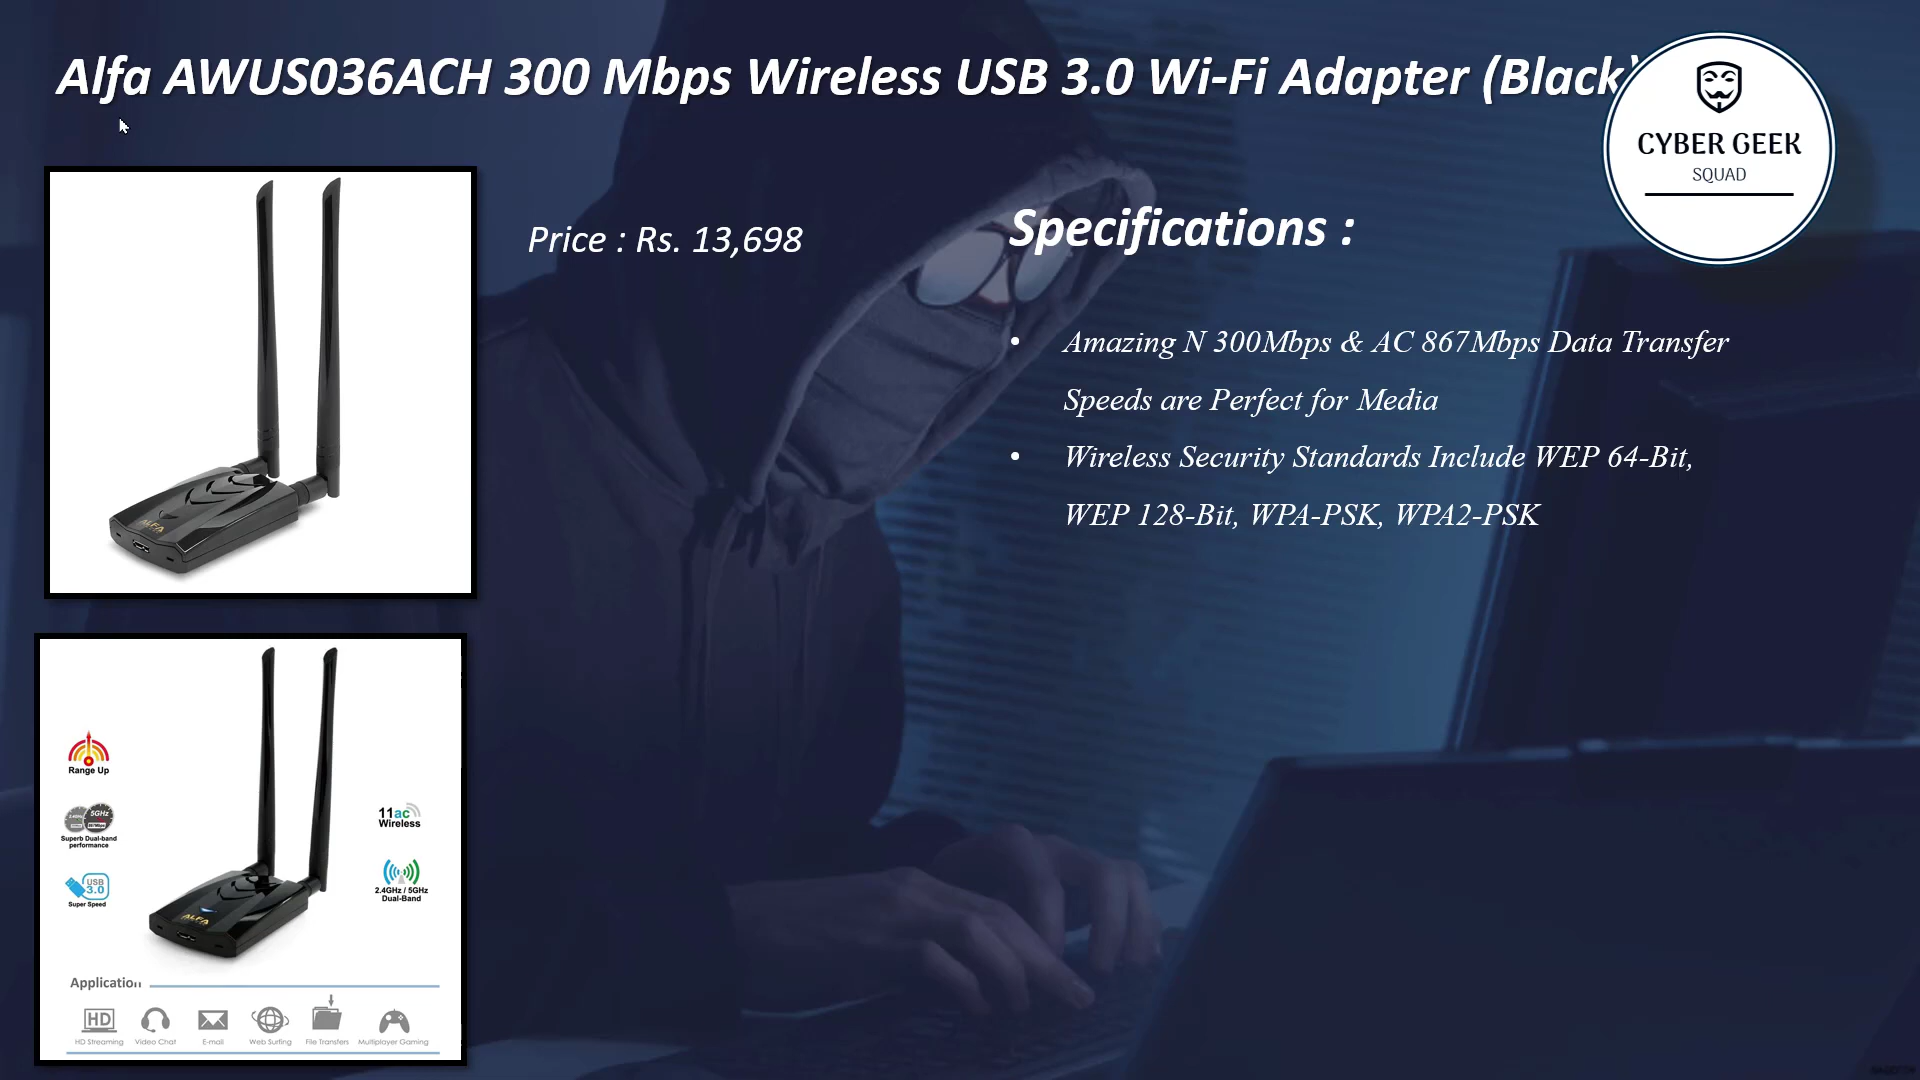 Alfa AWUS036ACH 300 Mbps Wireless USB 3.0 Wi-Fi Adapter (Black)
CYBER GEEK
SQUAD
Price : Rs. 13,698
Specifications :
• Amazing N 300Mbps & AC 867Mbps Data Transfer
Speeds are Perfect for Media
• Wireless Security Standards Include WEP 64-Bit,
WEP 128-Bit, WPA-PSK, WPA2-PSK
ALFA
Range Up
2.4GHz
5GHz
Superb Dual-band
performance
USB
3.0
Super Speed
11ac
Wireless
2.4GHz / 5GHz
Dual-Band
ALFA
Application
HD
HD Streaming
Video Chat
E-mail
Web Surfing
File Transfers
Multiplayer Gaming